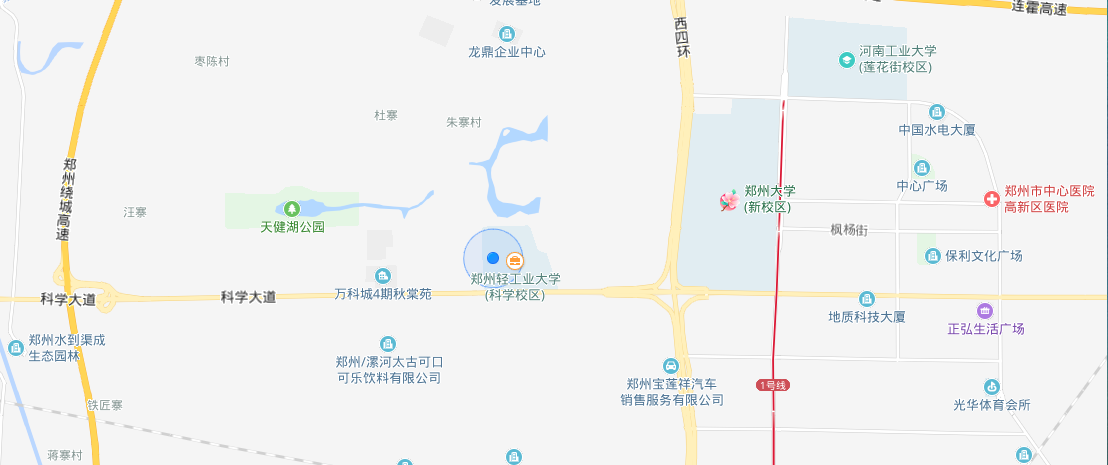 发展基地
连霍高速
西四环
龙鼎企业中心
河南工业大学
(莲花街校区)
枣陈村
杜寨
朱寨村
中国水电大厦
郑州绕城高速
中心广场
郑州大学
(新校区)
郑州市中心医院
高新区医院
汪寨
天健湖公园
枫杨街
保利文化广场
郑州轻工业大学
(科学校区)
万科城4期秋棠苑
科学大道
科学大道
地质科技大厦
正弘生活广场
郑州水到渠成
生态园林
郑州/漯河太古可口
可乐饮料有限公司
郑州宝莲祥汽车
销售服务有限公司
1号线
光华体育会所
铁匠寨
蒋寨村